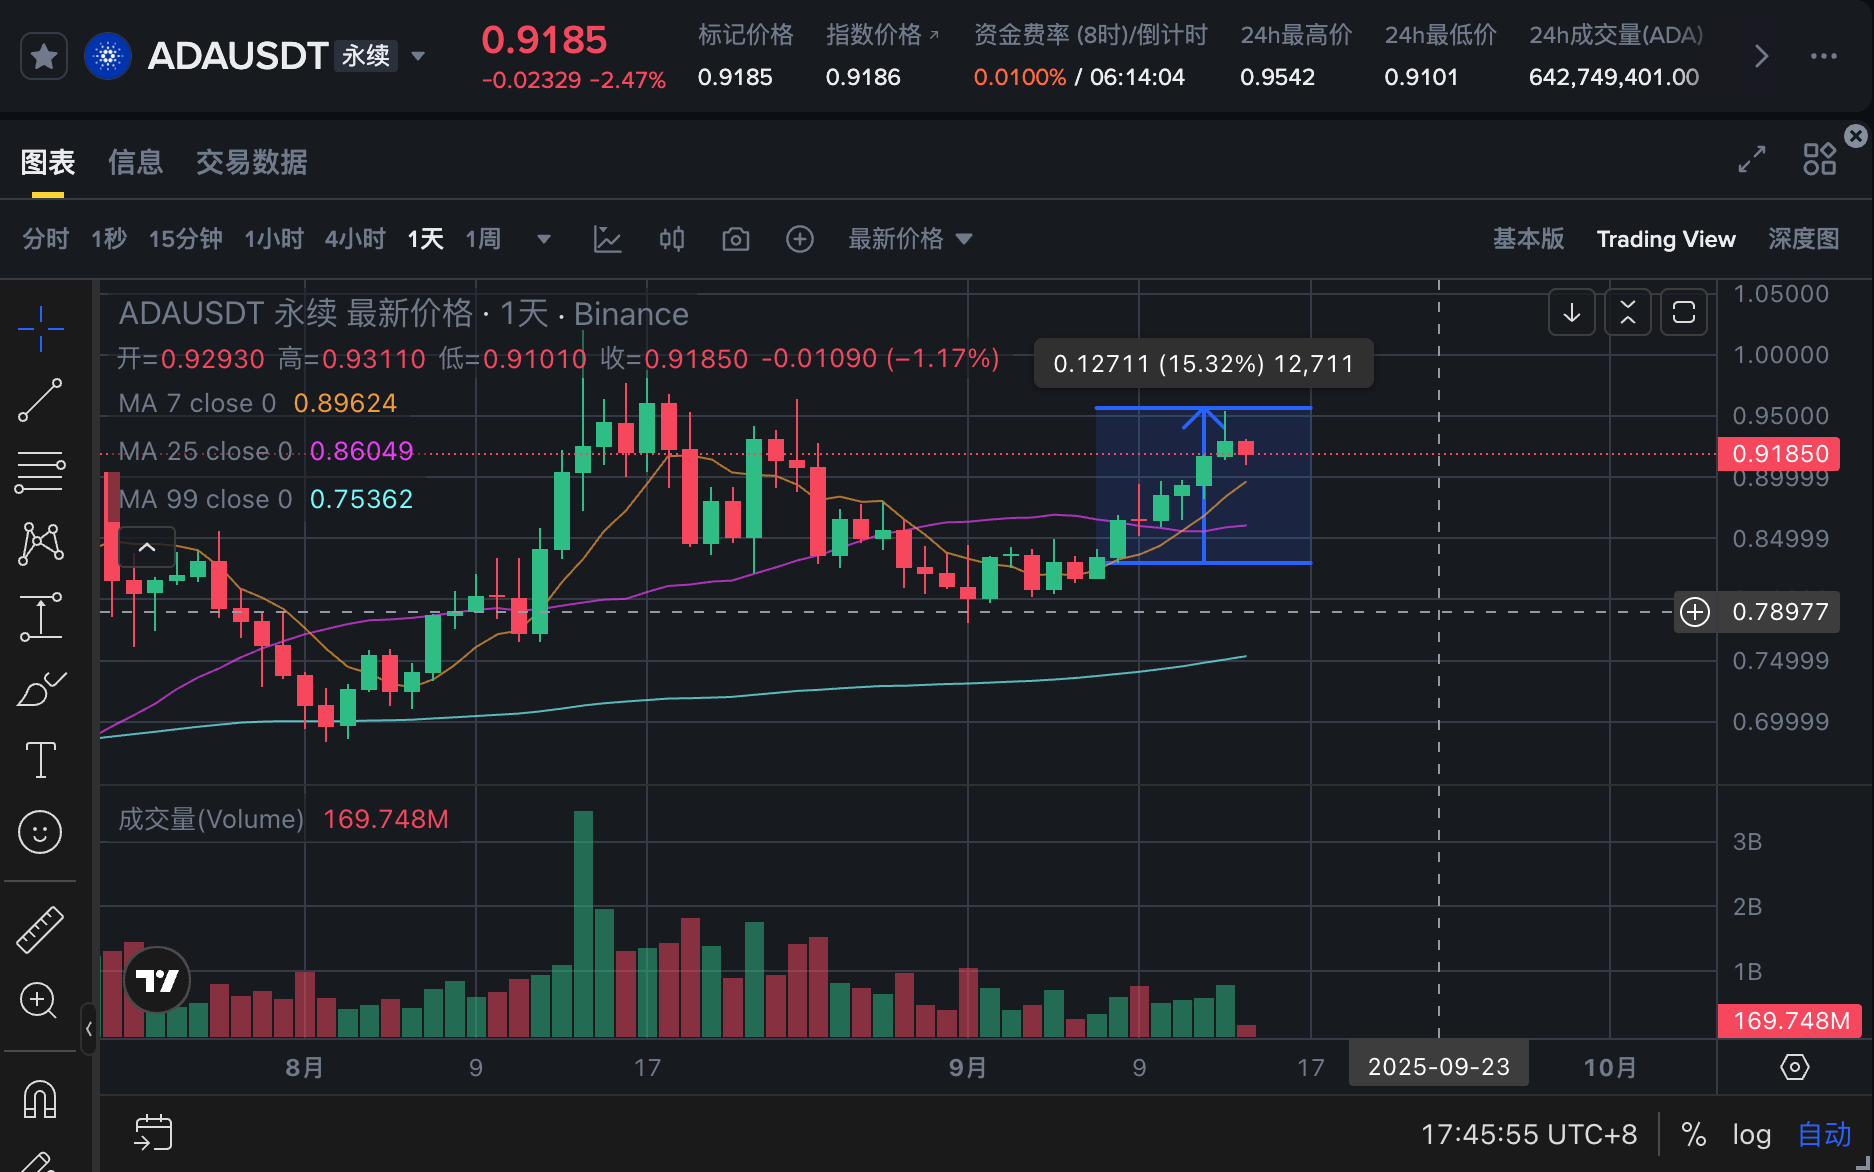 ADAUSDT 永续
0.9185
-0.02329 -2.47%
标记价格
0.9185
指数价格
0.9186
资金费率 (8时)/倒计时
0.0100% / 06:14:04
24h最高价
0.9542
24h最低价
0.9101
24h成交量(ADA)
642,749,401.00
图表 信息 交易数据
分时 1秒 15分钟 1小时 4小时 1天 1周 最新价格 基本版 Trading View 深度图
ADAUSDT 永续 最新价格 · 1天 · Binance
开=0.92930 高=0.93110 低=0.91010 收=0.91850 -0.01090 (−1.17%)
MA 7 close 0 0.89624
MA 25 close 0 0.86049
MA 99 close 0 0.75362
0.12711 (15.32%) 12,711
1.05000
1.00000
0.95000
0.91850
0.89999
0.84999
0.78977
0.74999
0.69999
成交量(Volume) 169.748M
3B
2B
1B
169.748M
8月 9 17 9月 9 17 2025-09-23 10月
17:45:55 UTC+8 % log 自动